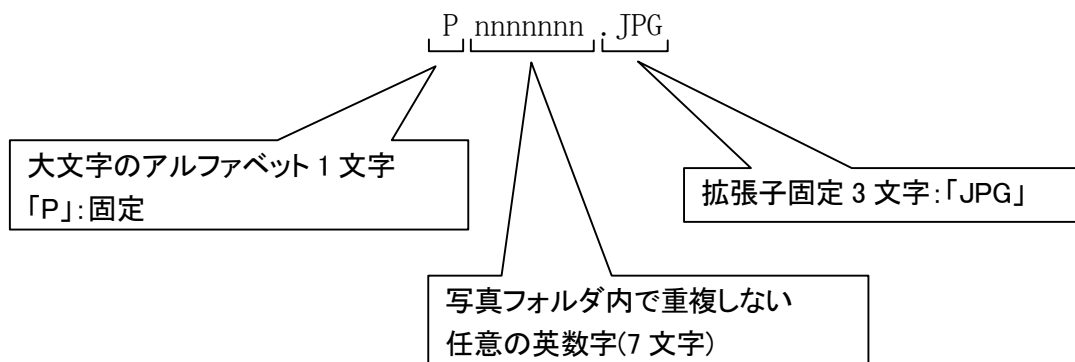 P nnnnnnn . JPG
大文字のアルファベット 1 文字
「P」：固定
拡張子固定 3 文字：「JPG」
写真フォルダ内で重複しない
任意の英数字(7 文字)